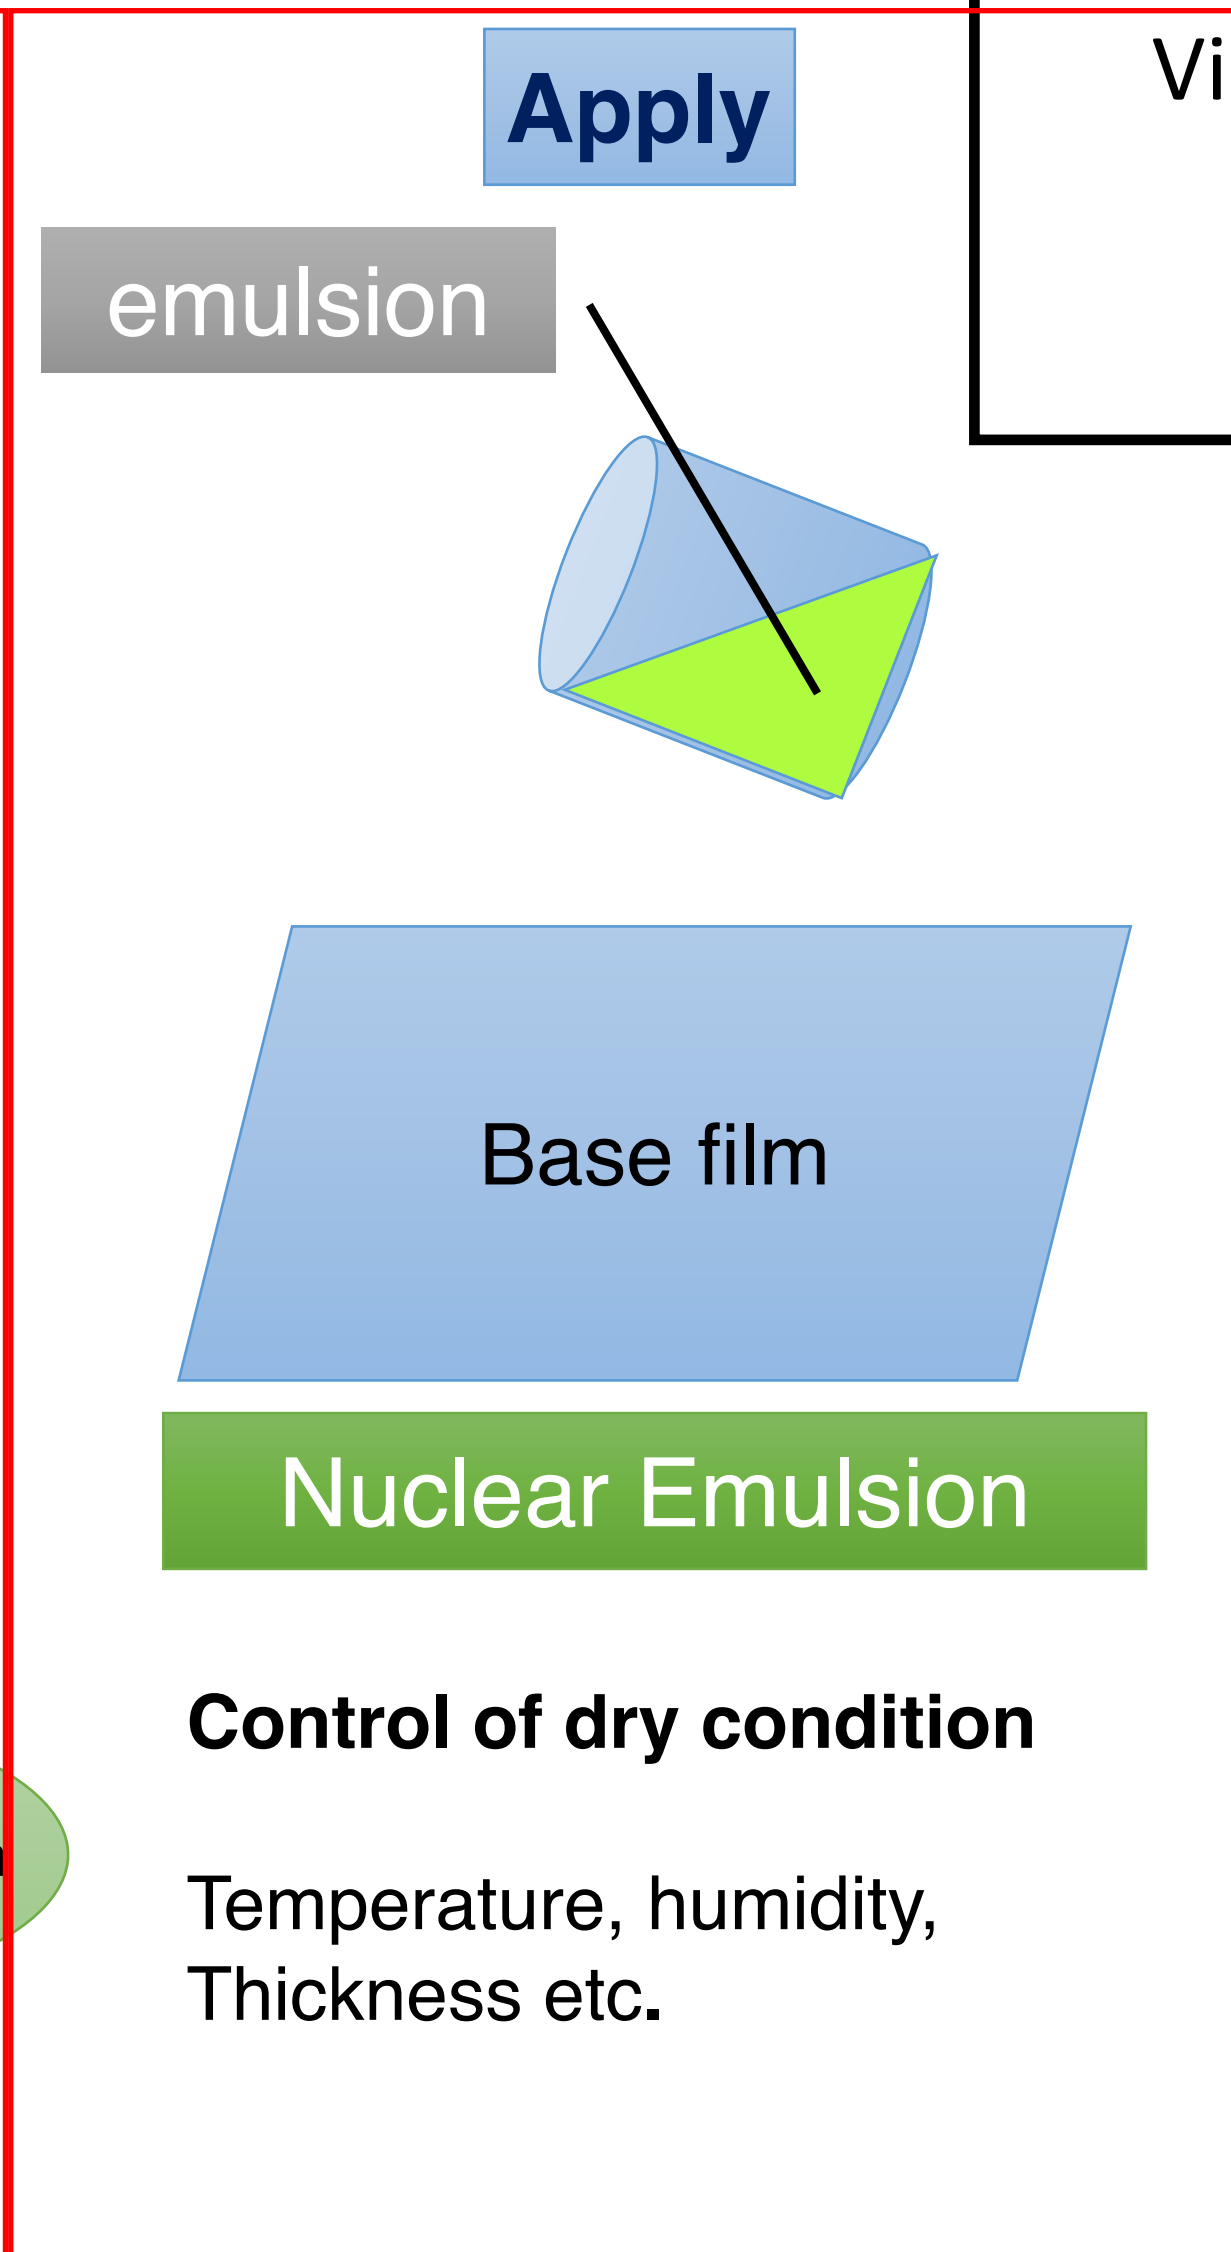 Apply
emulsion
Base film
Nuclear Emulsion
Control of dry condition
Temperature, humidity,
Thickness etc.